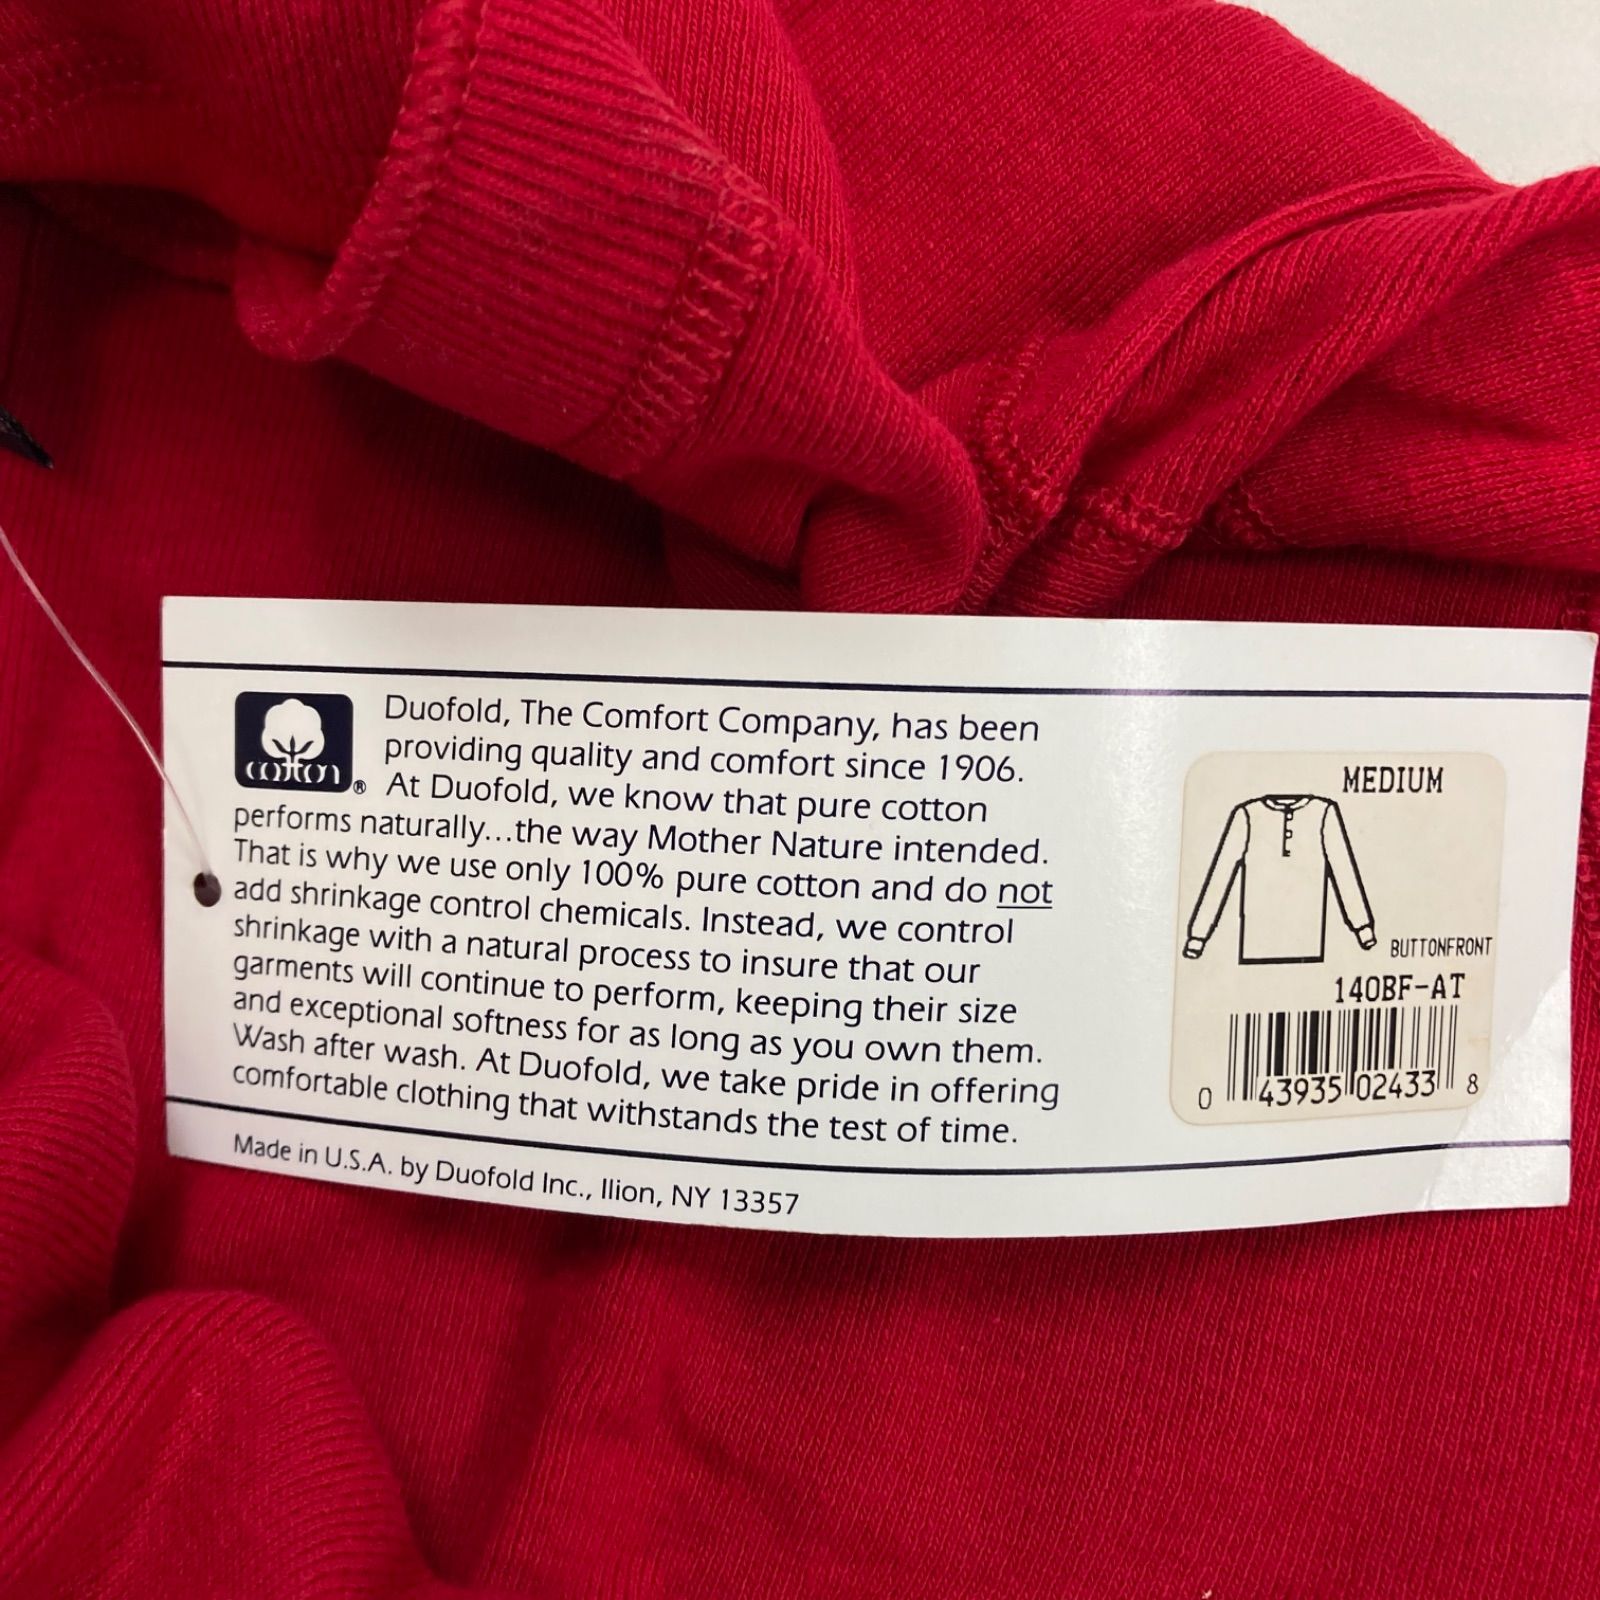 cotton®
Duofold, The Comfort Company, has been
providing quality and comfort since 1906.
At Duofold, we know that pure cotton
performs naturally...the way Mother Nature intended.
That is why we use only 100% pure cotton and do not
add shrinkage control chemicals. Instead, we control
shrinkage with a natural process to insure that our
garments will continue to perform, keeping their size
and exceptional softness for as long as you own them.
Wash after wash. At Duofold, we take pride in offering
comfortable clothing that withstands the test of time.
Made in U.S.A. by Duofold Inc., Ilion, NY 13357
MEDIUM
BUTTONFRONT
140BF-AT
0 43935 02433 8